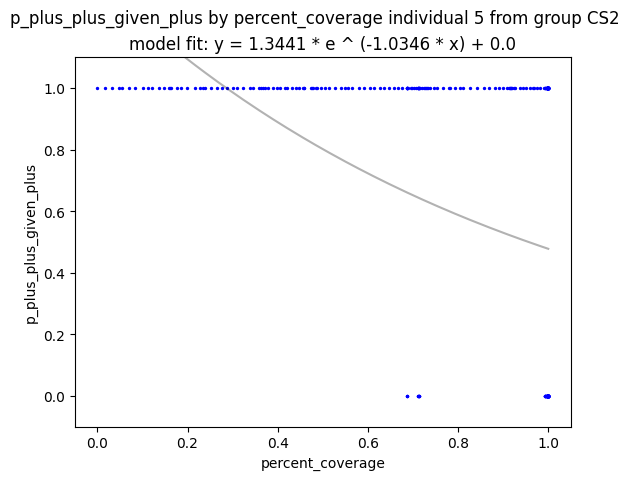 p_plus_plus_given_plus by percent_coverage individual 5 from group CS2
model fit: y = 1.3441 * e ^ (-1.0346 * x) + 0.0
1.0
0.8
0.6
0.4
0.2
0.0
p_plus_plus_given_plus
0.0 0.2 0.4 0.6 0.8 1.0
percent_coverage